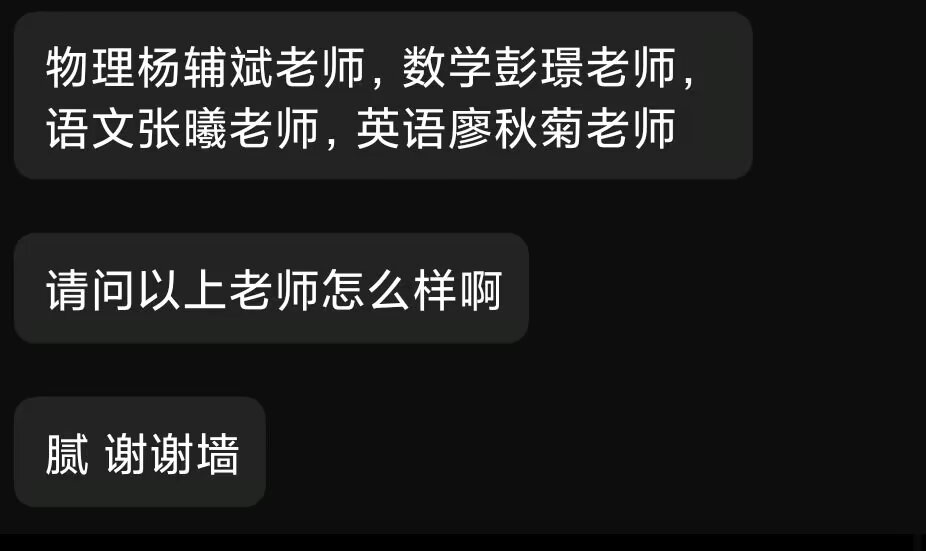 物理杨辅斌老师，数学彭璟老师，
语文张曦老师，英语廖秋菊老师
请问以上老师怎么样啊
腻 谢谢墙